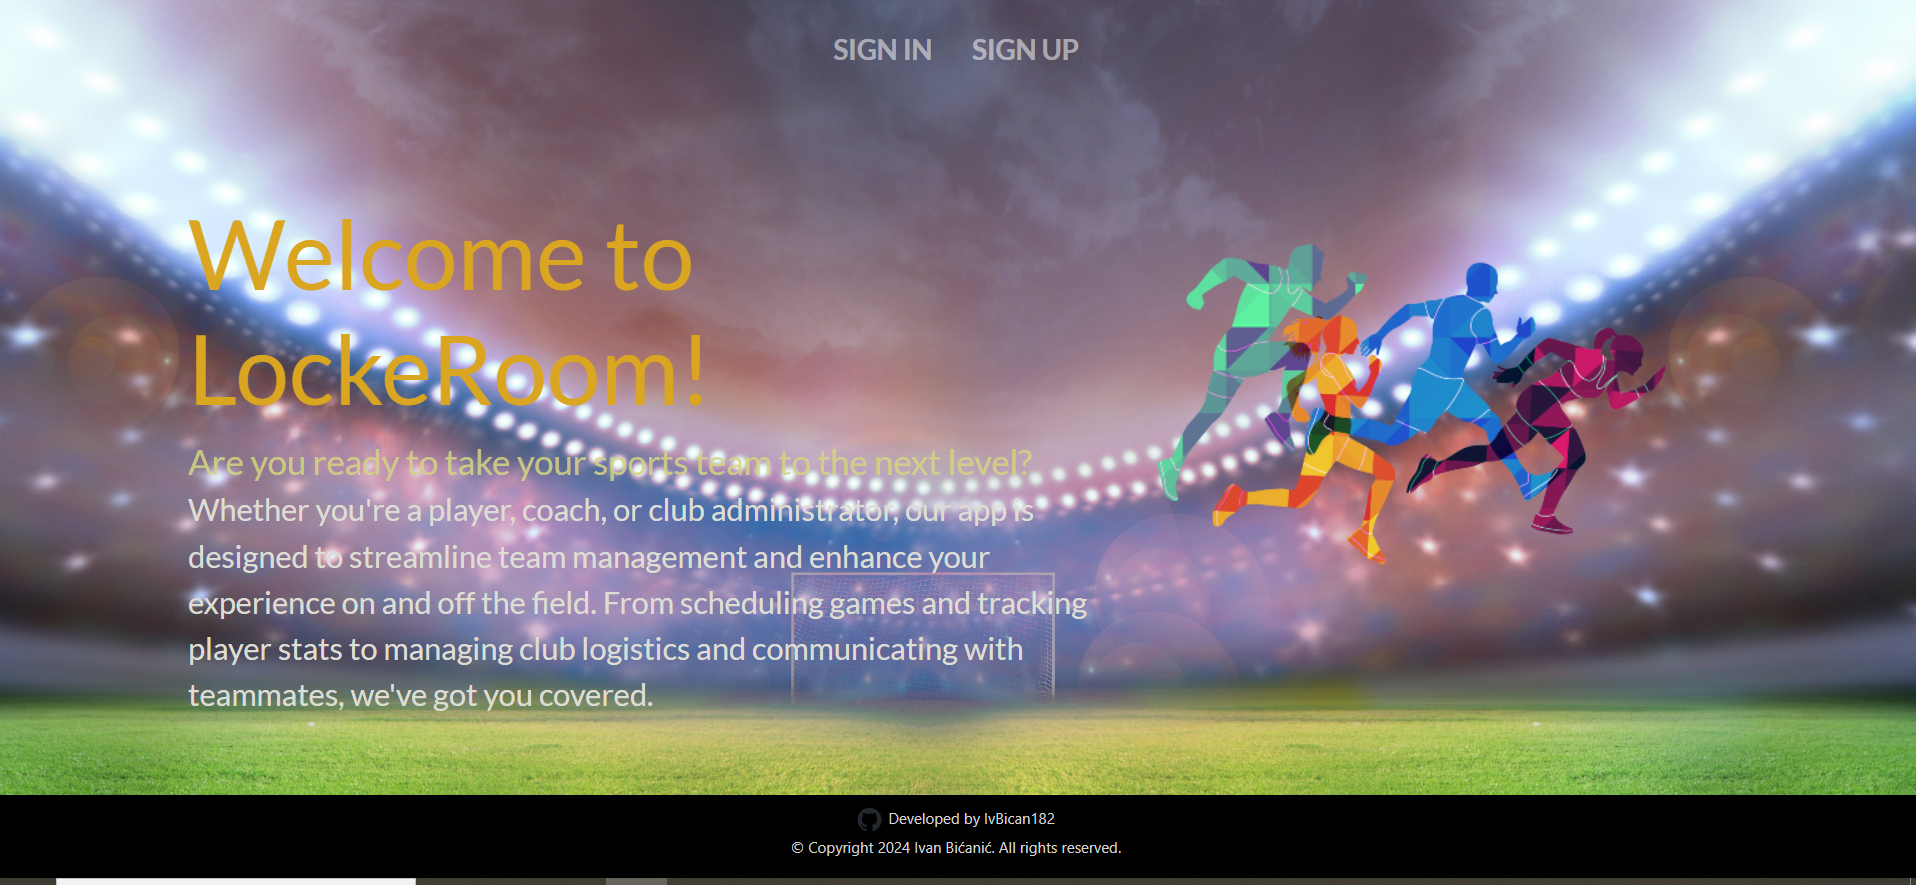 SIGN IN SIGN UP
Welcome to
LockeRoom!
Are you ready to take your sports team to the next level?
Whether you're a player, coach, or club administrator, our app is
designed to streamline team management and enhance your
experience on and off the field. From scheduling games and tracking
player stats to managing club logistics and communicating with
teammates, we've got you covered.
Developed by IvBican182
© Copyright 2024 Ivan Bićanić. All rights reserved.